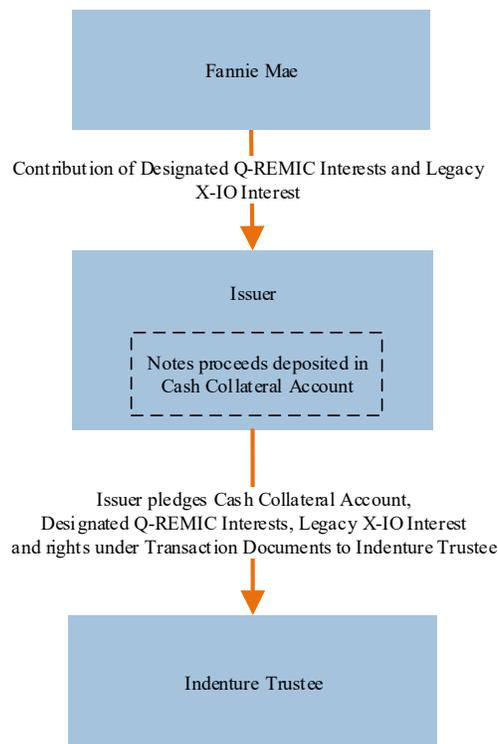 Fannie Mae
Contribution of Designated Q-REMIC Interests and Legacy
X-IO Interest
Issuer
Notes proceeds deposited in
Cash Collateral Account
Issuer pledges Cash Collateral Account,
Designated Q-REMIC Interests, Legacy X-IO Interest
and rights under Transaction Documents to Indenture Trustee
Indenture Trustee